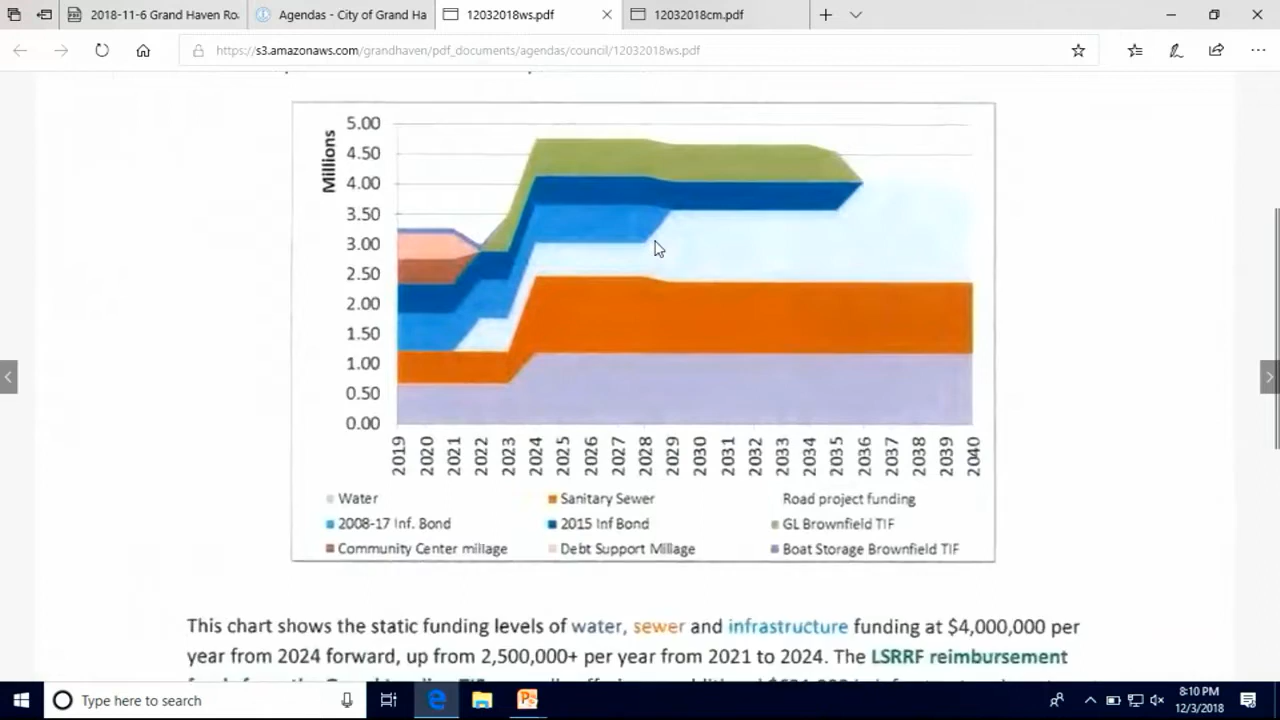 2018-11-6 Grand Haven Ro.
Agendas - City of Grand Ha
12032018ws.pdf
12032018cm.pdf
https://s3.amazonaws.com/grandhaven/pdf_documents/agendas/council/12032018ws.pdf
Millions
5.00
4.50
4.00
3.50
3.00
2.50
2.00
1.50
1.00
0.50
0.00
2019 2020 2021 2022 2023 2024 2025 2026 2027 2028 2029 2030 2031 2032 2033 2034 2035 2036 2037 2038 2039 2040
Water Sanitary Sewer Road project funding
2008-17 Inf. Bond 2015 Inf Bond GL Brownfield TIF
Community Center millage Debt Support Millage Boat Storage Brownfield TIF
This chart shows the static funding levels of water, sewer and infrastructure funding at $4,000,000 per
year from 2024 forward, up from 2,500,000+ per year from 2021 to 2024. The LSRRF reimbursement
Type here to search
8:10 PM
12/3/2018